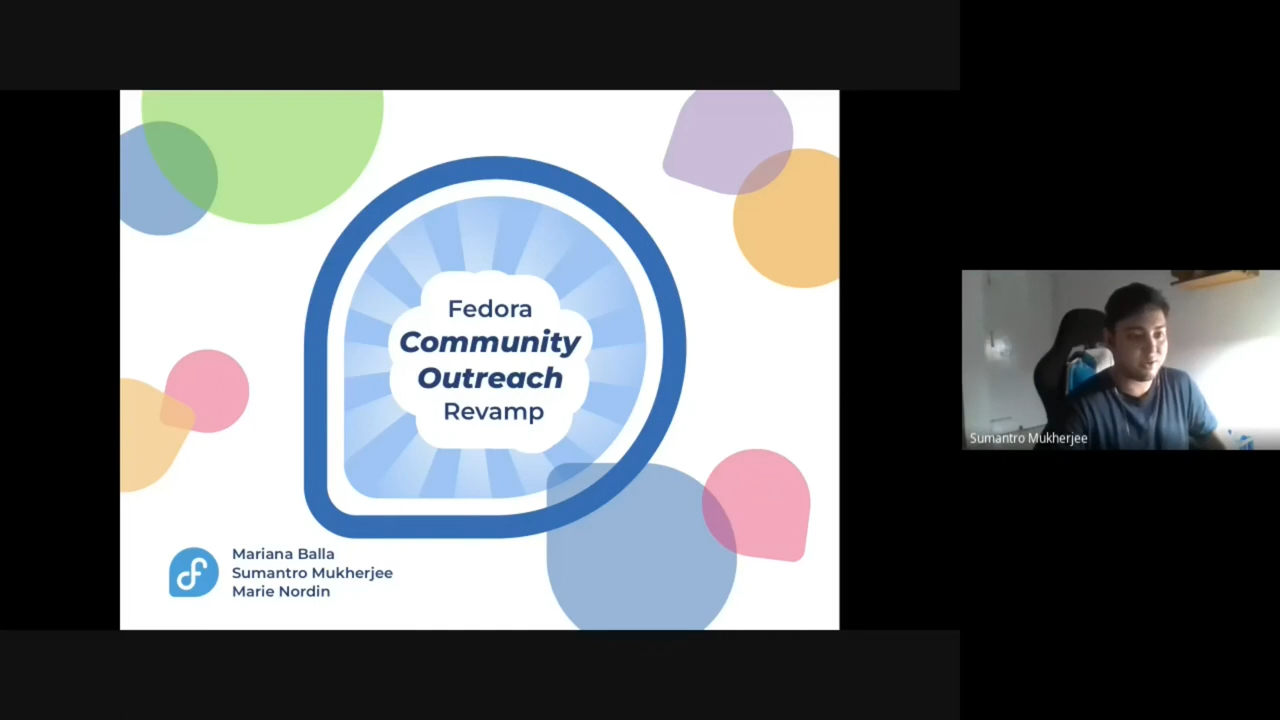 Fedora
Community
Outreach
Revamp
Mariana Balla
Sumantro Mukherjee
Marie Nordin
Sumantro Mukherjee